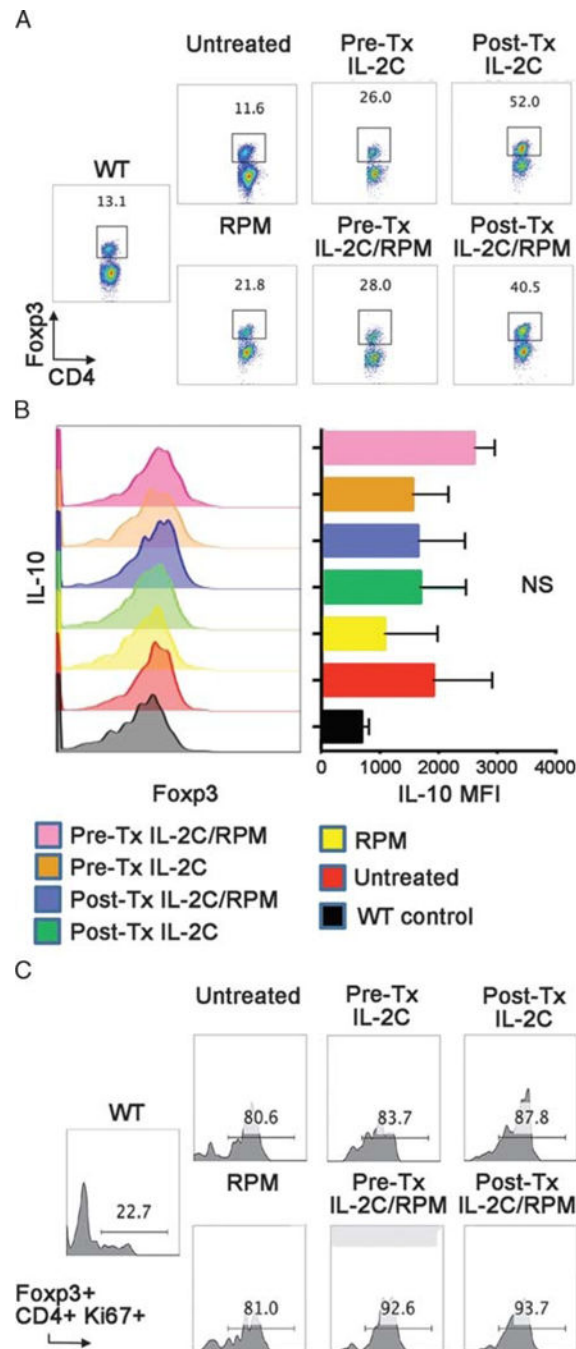 A
Untreated
Pre-Tx
IL-2C
Post-Tx
IL-2C
11.6
26.0
52.0
WT
13.1
RPM
Pre-Tx
IL-2C/RPM
Post-Tx
IL-2C/RPM
21.8
28.0
40.5
Foxp3
CD4
B
IL-10
NS
0
1000
2000
3000
4000
Foxp3
IL-10 MFI
Pre-Tx IL-2C/RPM
Pre-Tx IL-2C
Post-Tx IL-2C/RPM
Post-Tx IL-2C
RPM
Untreated
WT control
C
Untreated
Pre-Tx
IL-2C
Post-Tx
IL-2C
80.6
83.7
87.8
WT
22.7
RPM
Pre-Tx
IL-2C/RPM
Post-Tx
IL-2C/RPM
81.0
92.6
93.7
Foxp3+
CD4+ Ki67+